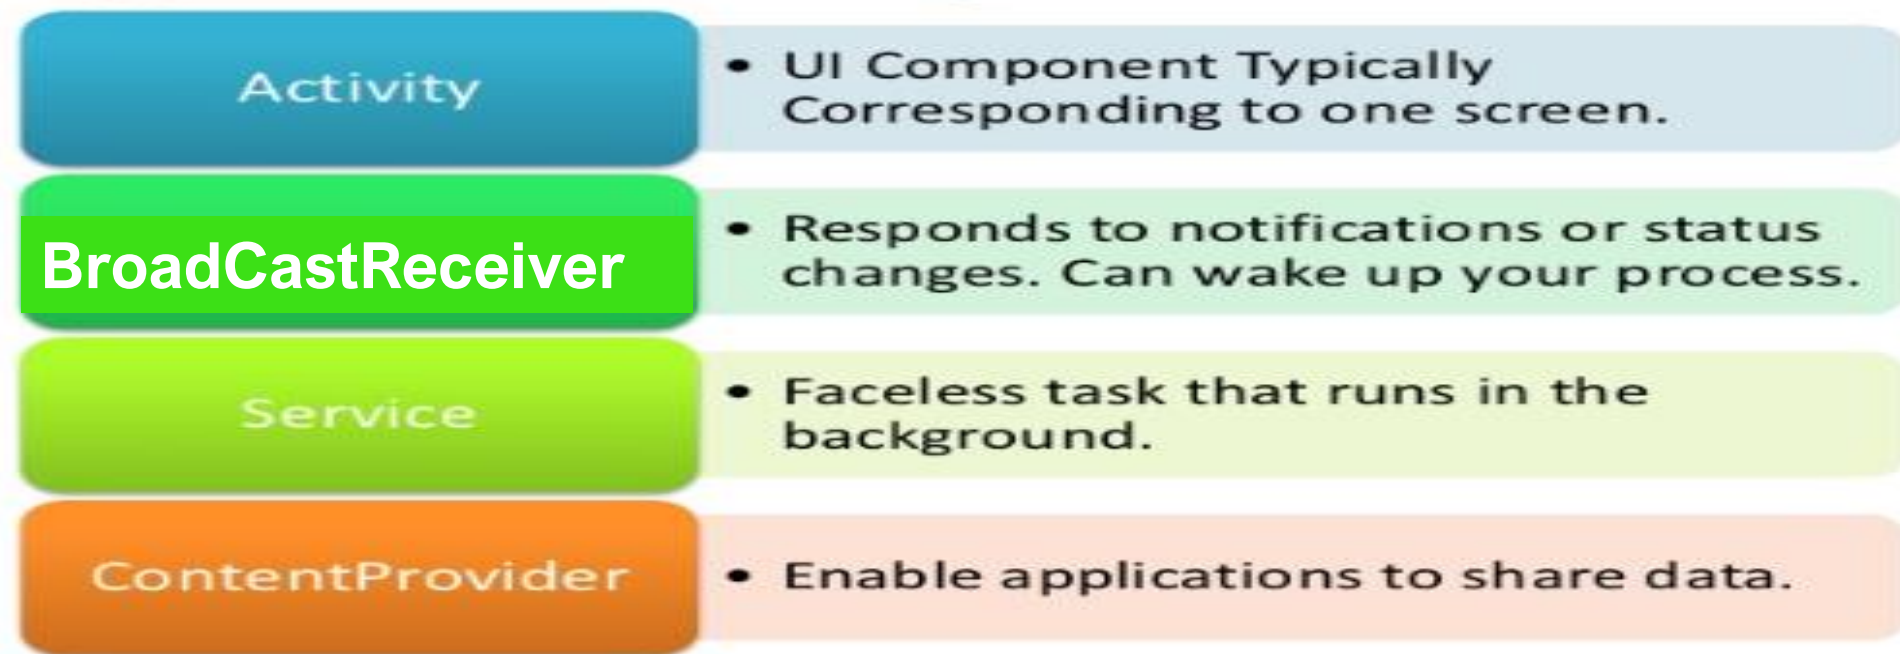 Activity
• UI Component Typically
Corresponding to one screen.
BroadCastReceiver
• Responds to notifications or status
changes. Can wake up your process.
Service
• Faceless task that runs in the
background.
ContentProvider
• Enable applications to share data.